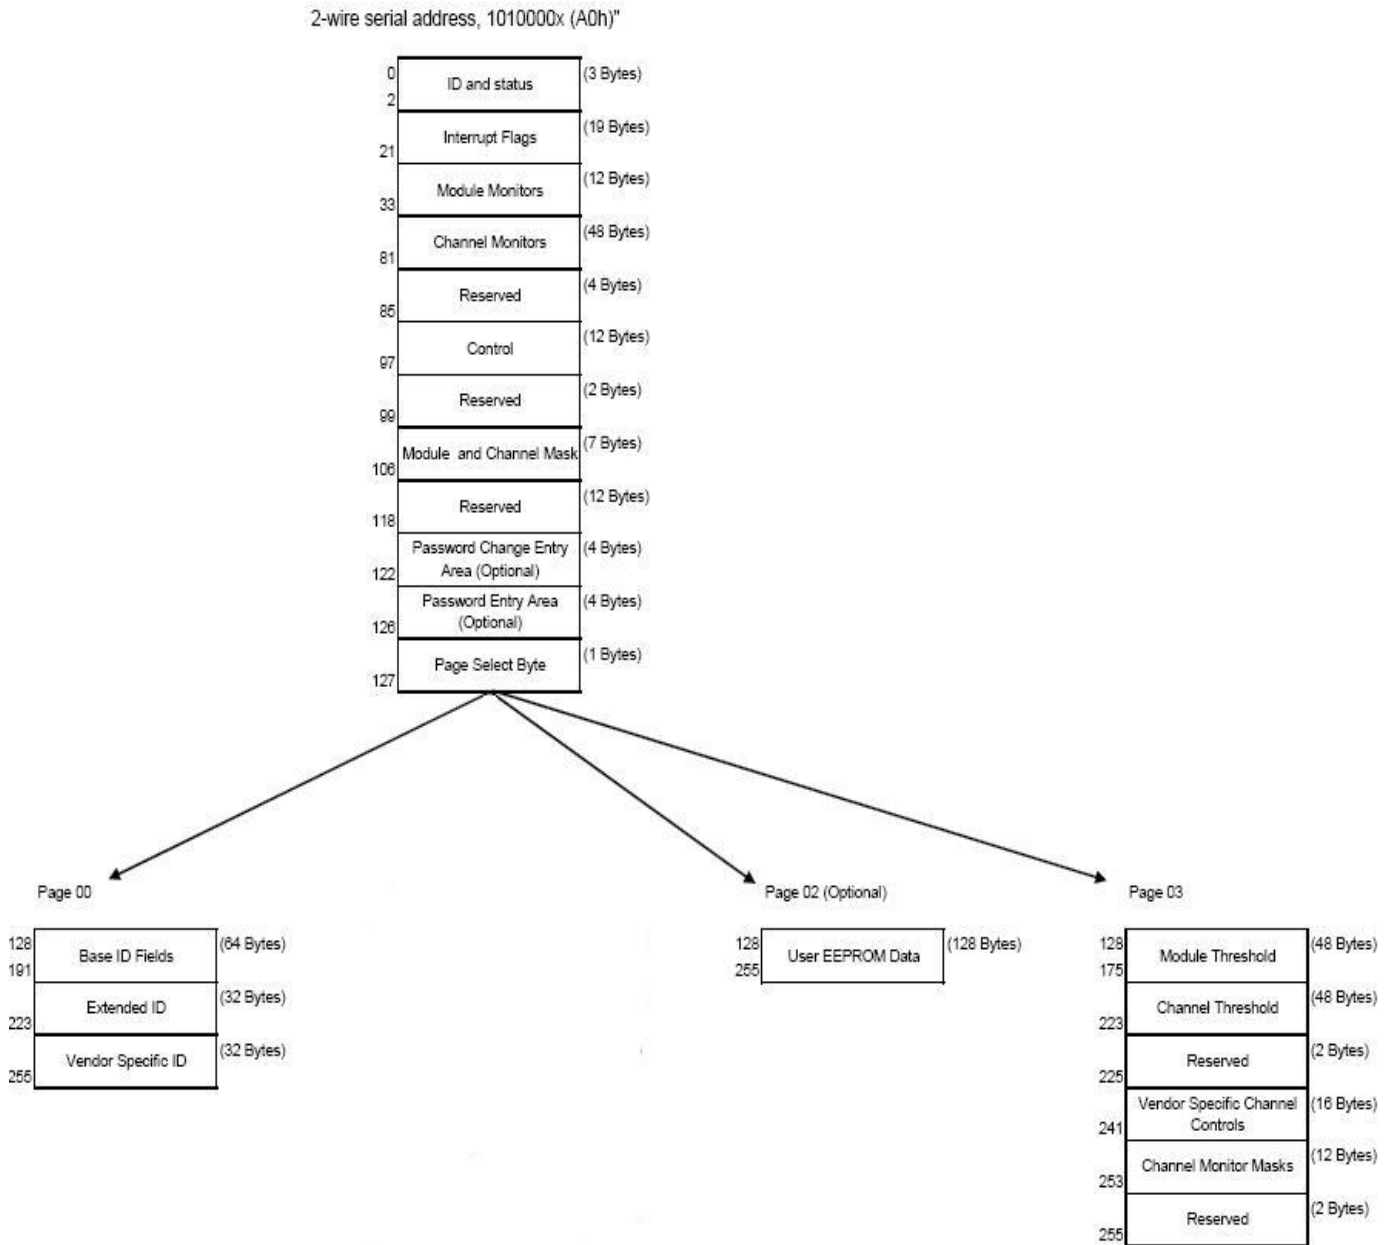 2-wire serial address, 1010000x (A0h)"
0
2
ID and status
(3 Bytes)
21
Interrupt Flags
(19 Bytes)
33
Module Monitors
(12 Bytes)
81
Channel Monitors
(48 Bytes)
85
Reserved
(4 Bytes)
97
Control
(12 Bytes)
99
Reserved
(2 Bytes)
106
Module and Channel Mask
(7 Bytes)
118
Reserved
(12 Bytes)
122
Password Change Entry
Area (Optional)
(4 Bytes)
126
Password Entry Area
(Optional)
(4 Bytes)
127
Page Select Byte
(1 Bytes)
Page 00
128
191
Base ID Fields
(64 Bytes)
223
Extended ID
(32 Bytes)
255
Vendor Specific ID
(32 Bytes)
Page 02 (Optional)
128
255
User EEPROM Data
(128 Bytes)
Page 03
128
175
Module Threshold
(48 Bytes)
223
Channel Threshold
(48 Bytes)
225
Reserved
(2 Bytes)
241
Vendor Specific Channel
Controls
(16 Bytes)
253
Channel Monitor Masks
(12 Bytes)
255
Reserved
(2 Bytes)